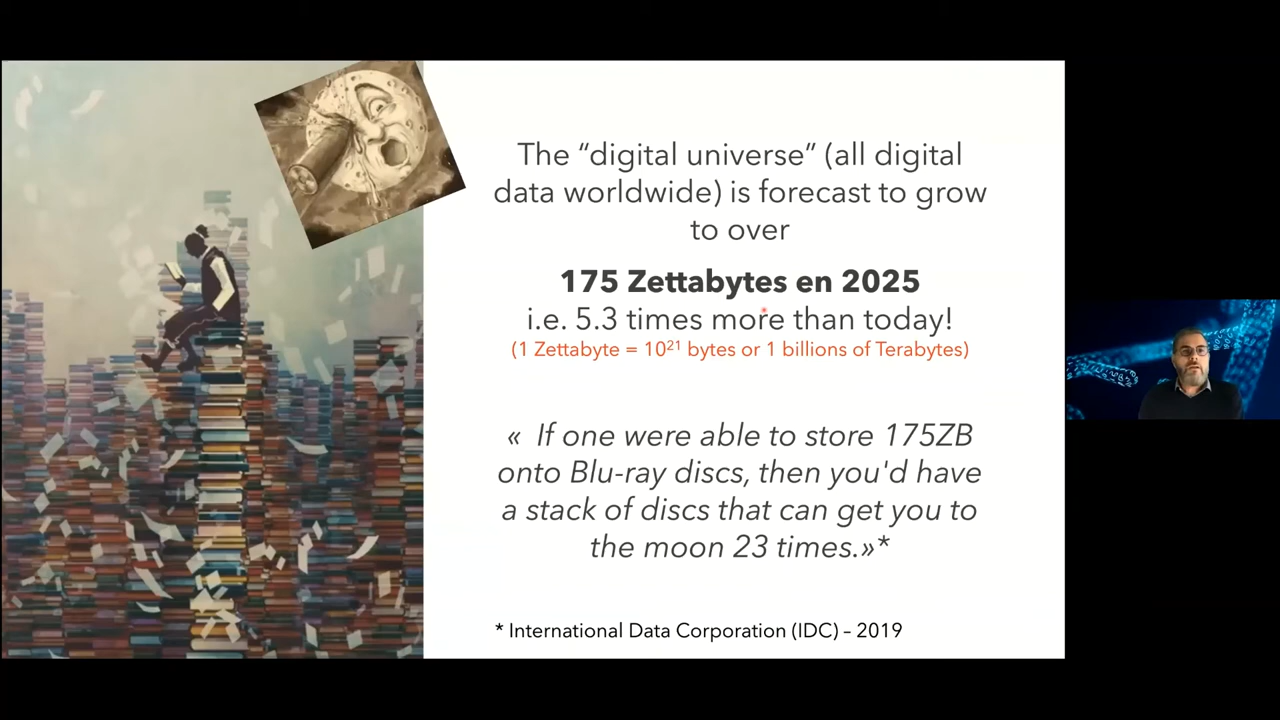 The “digital universe” (all digital
data worldwide) is forecast to grow
to over
175 Zettabytes en 2025
i.e. 5.3 times more than today!
(1 Zettabyte = 10²¹ bytes or 1 billions of Terabytes)
«  If one were able to store 175ZB
onto Blu-ray discs, then you'd have
a stack of discs that can get you to
the moon 23 times.»*
* International Data Corporation (IDC) – 2019